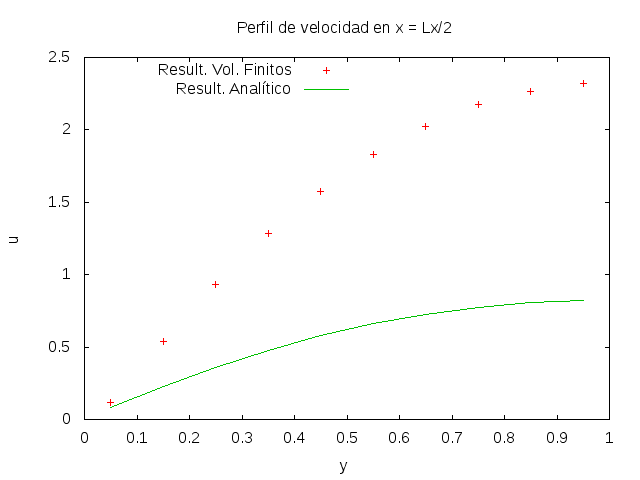 Perfil de velocidad en x = Lx/2
2.5
Result. Vol. Finitos
Result. Analítico
2
1.5
u
1
0.5
0
0 0.1 0.2 0.3 0.4 0.5 0.6 0.7 0.8 0.9 1
y